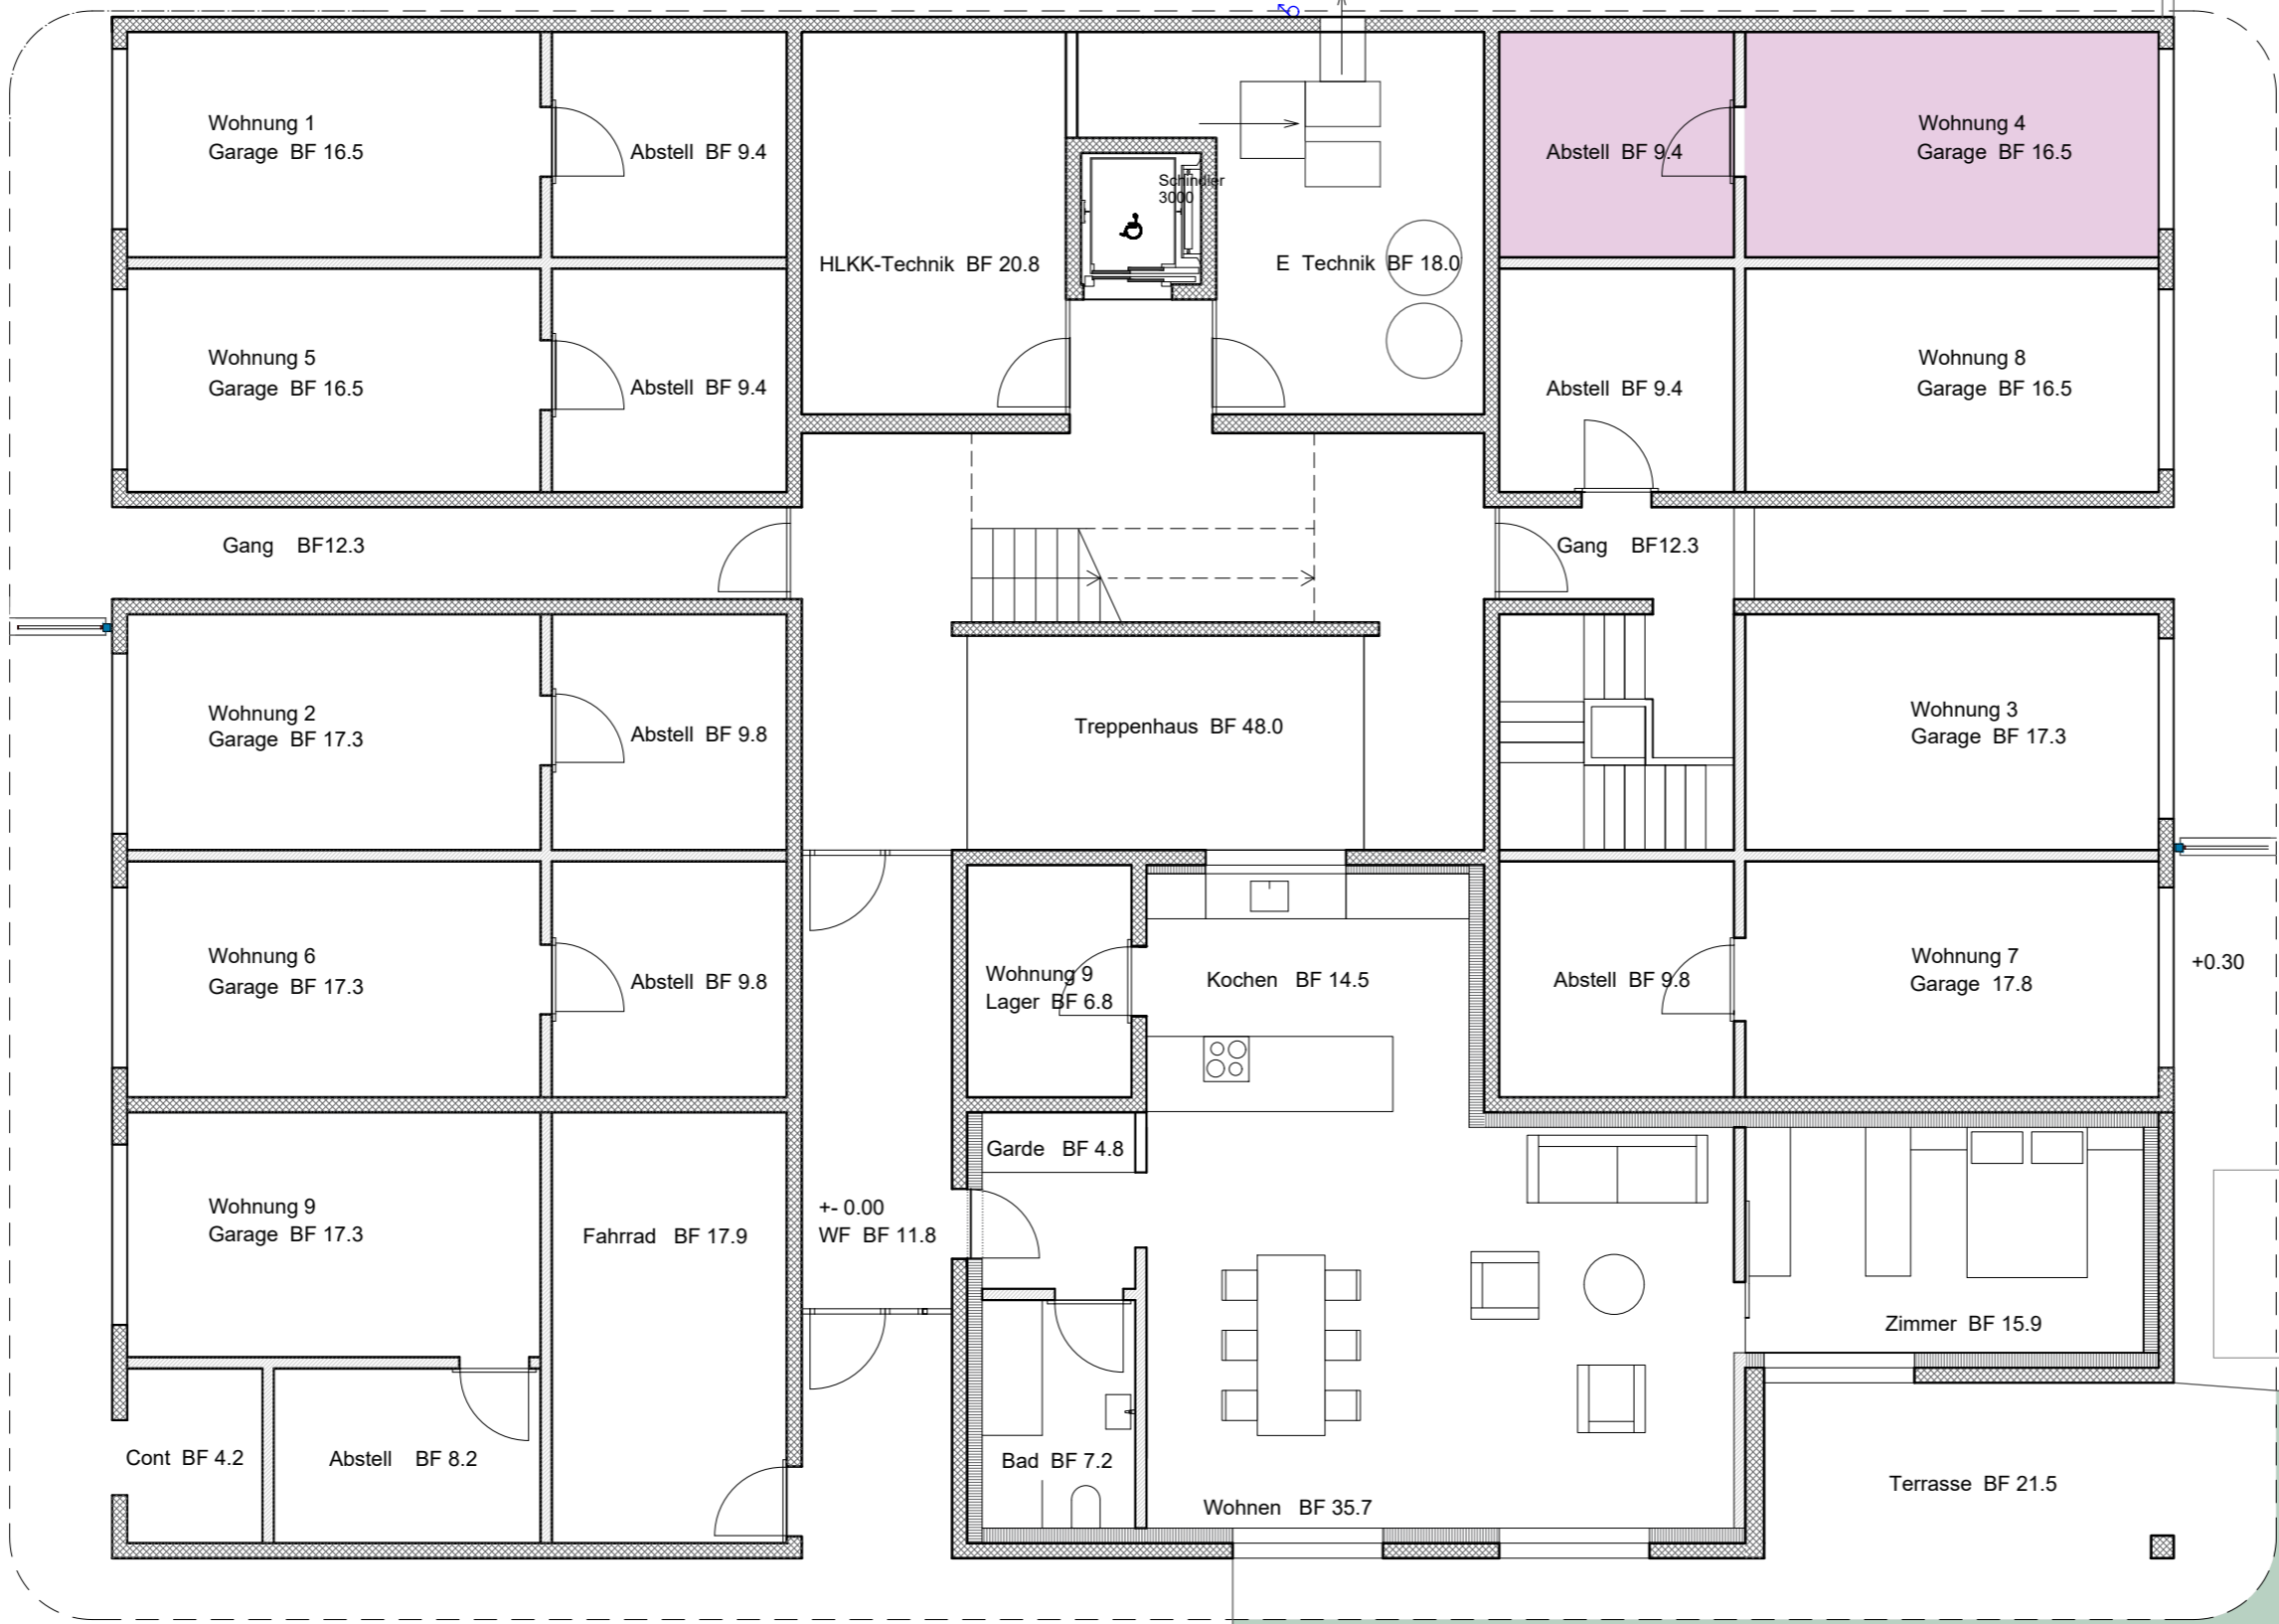 Wohnung 1
Garage BF 16.5
Abstell BF 9.4
HLKK-Technik BF 20.8
Schindler
3000
E Technik BF 18.0
Abstell BF 9.4
Wohnung 4
Garage BF 16.5
Wohnung 5
Garage BF 16.5
Abstell BF 9.4
Abstell BF 9.4
Wohnung 8
Garage BF 16.5
Gang BF12.3
Gang BF12.3
Wohnung 2
Garage BF 17.3
Abstell BF 9.8
Treppenhaus BF 48.0
Wohnung 3
Garage BF 17.3
Wohnung 6
Garage BF 17.3
Abstell BF 9.8
Wohnung 9
Lager BF 6.8
Kochen BF 14.5
Abstell BF 9.8
Wohnung 7
Garage 17.8
+0.30
Garde BF 4.8
Wohnung 9
Garage BF 17.3
Fahrrad BF 17.9
+- 0.00
WF BF 11.8
Zimmer BF 15.9
Cont BF 4.2
Abstell BF 8.2
Bad BF 7.2
Wohnen BF 35.7
Terrasse BF 21.5